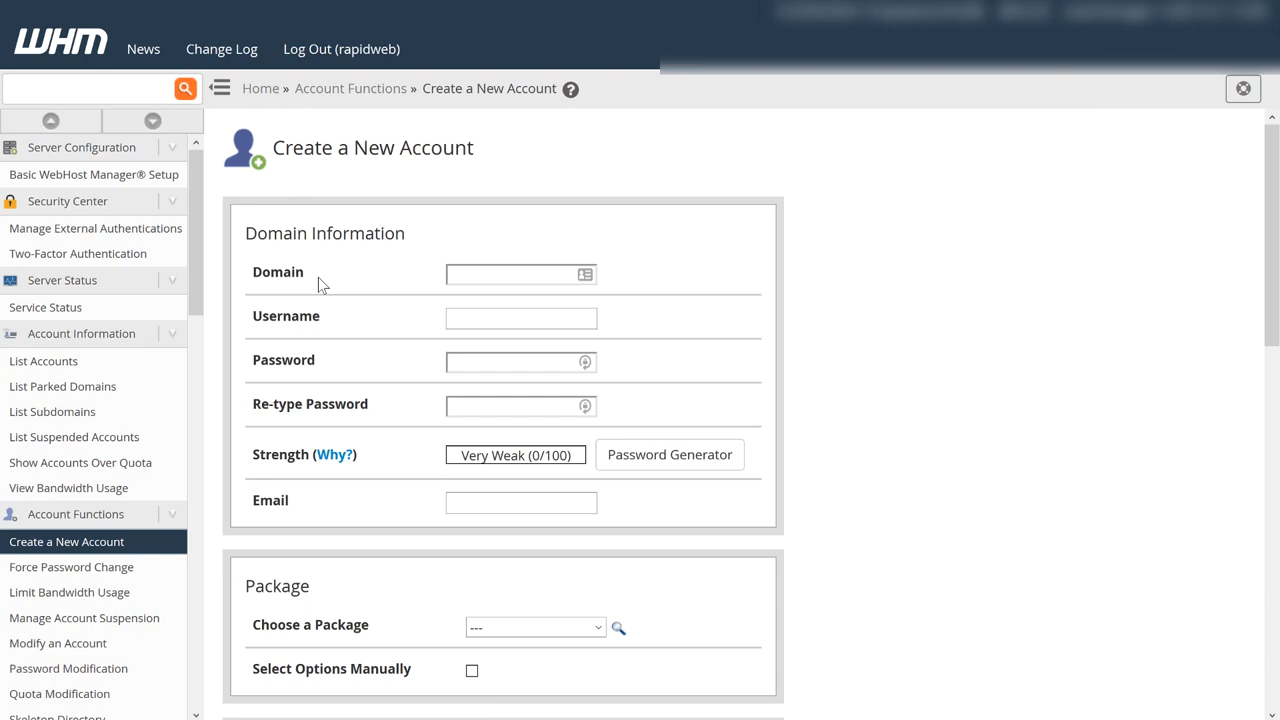 WHM
News
Change Log
Log Out (rapidweb)
Home »
Account Functions »
Create a New Account
Server Configuration
Basic WebHost Manager® Setup
Security Center
Manage External Authentications
Two-Factor Authentication
Server Status
Service Status
Account Information
List Accounts
List Parked Domains
List Subdomains
List Suspended Accounts
Show Accounts Over Quota
View Bandwidth Usage
Account Functions
Create a New Account
Force Password Change
Limit Bandwidth Usage
Manage Account Suspension
Modify an Account
Password Modification
Quota Modification
Skeleton Directory
Create a New Account
Domain Information
Domain
Username
Password
Re-type Password
Strength (Why?)
Very Weak (0/100)
Password Generator
Email
Package
Choose a Package
---
Select Options Manually